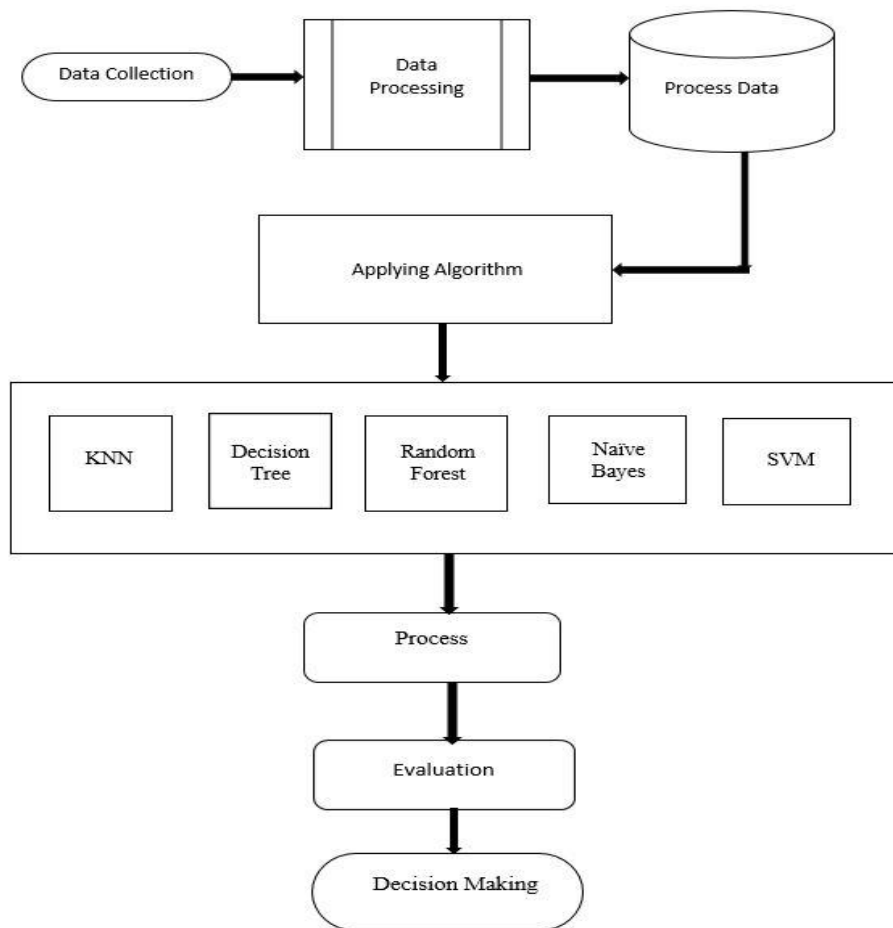 Data Collection
Data
Processing
Process Data
Applying Algorithm
KNN
Decision
Tree
Random
Forest
Naïve
Bayes
SVM
Process
Evaluation
Decision Making